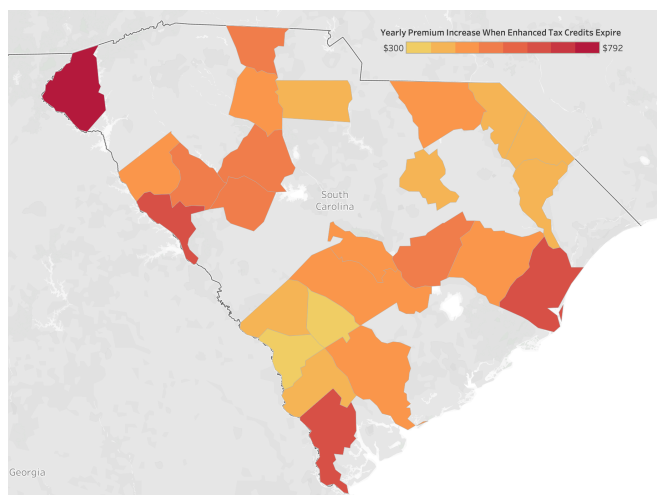 Yearly Premium Increase When Enhanced Tax Credits Expire
$300 $792
South
Carolina
Georgia